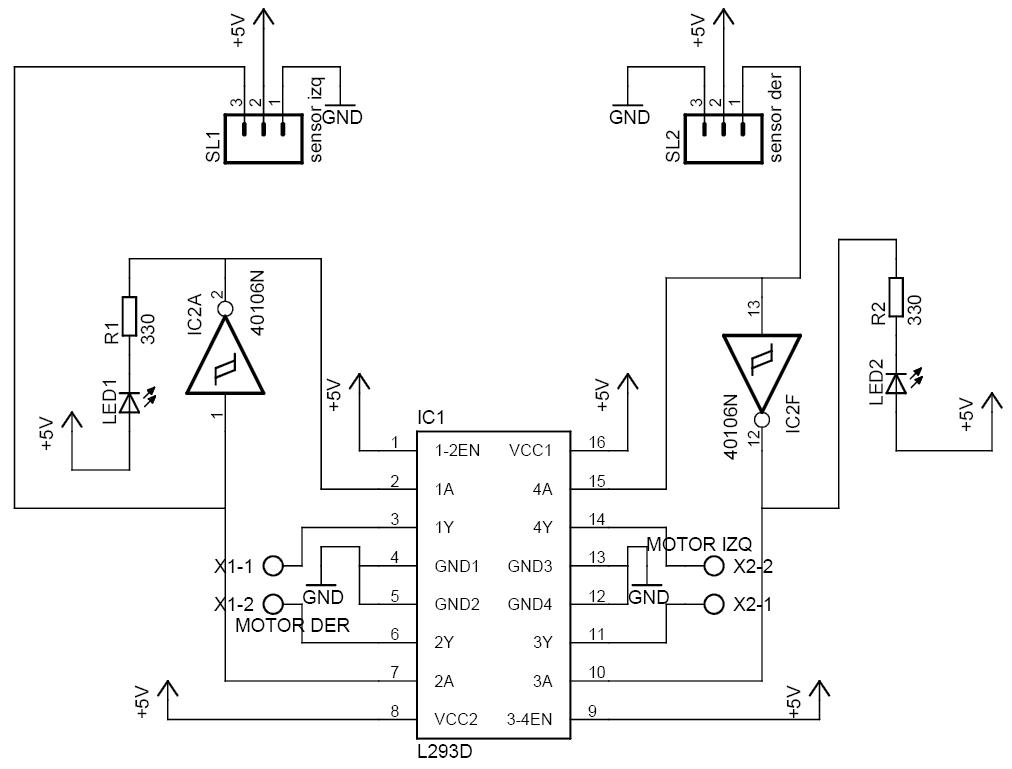 +5V
+5V
3
2
1
GND
SL1
sensor izq
GND
3
2
1
SL2
sensor der
2
IC2A
40106N
R1
330
LED1
+5V
1
13
40106N
IC2F
12
R2
330
LED2
+5V
+5V
+5V
IC1
1
1-2EN
VCC1
16
2
1A
4A
15
3
1Y
4Y
14
MOTOR IZQ
X1-1
4
GND1
GND3
13
X2-2
GND
GND
X1-2
5
GND2
GND4
12
X2-1
MOTOR DER
6
2Y
3Y
11
7
2A
3A
10
+5V
+5V
8
VCC2
3-4EN
9
L293D